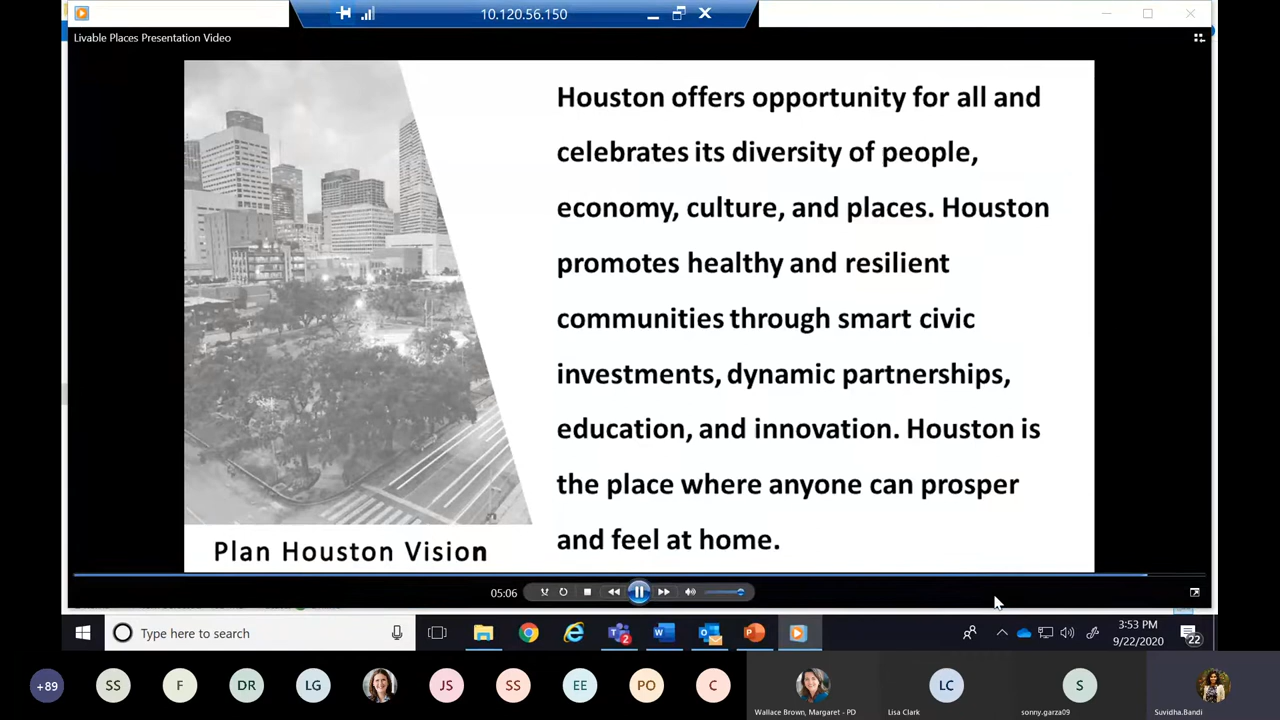 10.120.56.150
Livable Places Presentation Video
Houston offers opportunity for all and
celebrates its diversity of people,
economy, culture, and places. Houston
promotes healthy and resilient
communities through smart civic
investments, dynamic partnerships,
education, and innovation. Houston is
the place where anyone can prosper
and feel at home.
Plan Houston Vision
05:06
Type here to search
2
3:53 PM
9/22/2020
22
+89
SS
F
DR
LG
JS
SS
EE
PO
C
LC
S
Wallace Brown, Margaret - PD
Lisa Clark
sonny.garza09
Suvidha.Bandi